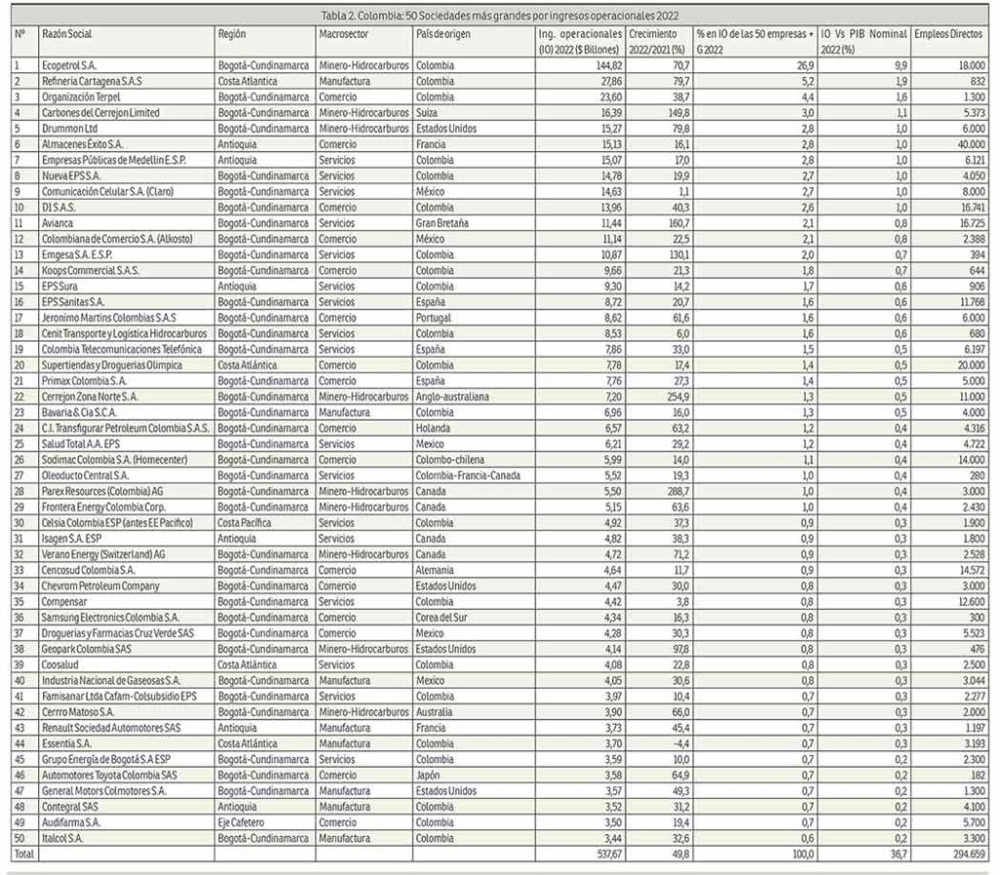 Tabla 2. Colombia: 50 Sociedades más grandes por ingresos operacionales 2022
Nº Razón Social Región Macrosector País de origen Ing. operacionales Crecimiento % en IO de las 50 empresas + IO Vs PIB Nominal Empleos Directos
(IO) 2022 ($ Billones) 2022/2021 (%) G 2022 2022 (%)
1 Ecopetrol S.A. Bogotá-Cundinamarca Minero-Hidrocarburos Colombia 144,82 70,7 26,9 9,9 18.000
2 Refineria Cartagena S.A.S Costa Atlantica Manufactura Colombia 27,86 79,7 5,2 1,9 832
3 Organización Terpel Bogotá-Cundinamarca Comercio Colombia 23,60 38,7 4,4 1,6 1.300
4 Carbones del Cerrejon Limited Bogotá-Cundinamarca Minero-Hidrocarburos Suiza 16,39 149,8 3,0 1,1 5.373
5 Drummon Ltd Bogotá-Cundinamarca Minero-Hidrocarburos Estados Unidos 15,27 79,8 2,8 1,0 6.000
6 Almacenes Éxito S.A. Antioquia Comercio Francia 15,13 16,1 2,8 1,0 40.000
7 Empresas Públicas de Medellin E.S.P. Antioquia Servicios Colombia 15,07 17,0 2,8 1,0 6.121
8 Nueva EPS S.A. Bogotá-Cundinamarca Servicios Colombia 14,78 19,9 2,7 1,0 4.050
9 Comunicación Celular S.A. (Claro) Bogotá-Cundinamarca Servicios México 14,63 1,1 2,7 1,0 8.000
10 D1 S.A.S. Bogotá-Cundinamarca Comercio Colombia 13,96 40,3 2,6 1,0 16.741
11 Avianca Bogotá-Cundinamarca Servicios Gran Bretaña 11,44 160,7 2,1 0,8 16.725
12 Colombiana de Comercio S.A. (Alkosto) Bogotá-Cundinamarca Comercio México 11,14 22,5 2,1 0,8 2.388
13 Emgesa S.A. E.S.P. Bogotá-Cundinamarca Servicios Colombia 10,87 130,1 2,0 0,7 394
14 Koops Commercial S.A.S. Bogotá-Cundinamarca Comercio Colombia 9,66 21,3 1,8 0,7 644
15 EPS Sura Antioquia Servicios Colombia 9,30 14,2 1,7 0,6 906
16 EPS Sanitas S.A. Bogotá-Cundinamarca Servicios España 8,72 20,7 1,6 0,6 11.768
17 Jeronimo Martins Colombias S.A.S Bogotá-Cundinamarca Comercio Portugal 8,62 61,6 1,6 0,6 6.000
18 Cenit Transporte y Logistica Hidrocarburos Bogotá-Cundinamarca Servicios Colombia 8,53 6,0 1,6 0,6 680
19 Colombia Telecomunicaciones Telefónica Bogotá-Cundinamarca Servicios España 7,86 33,0 1,5 0,5 6.197
20 Supertiendas y Droguerias Olimpica Costa Atlántica Comercio Colombia 7,78 17,4 1,4 0,5 20.000
21 Primax Colombia S.A. Bogotá-Cundinamarca Comercio España 7,76 27,3 1,4 0,5 5.000
22 Cerrejon Zona Norte S.A. Bogotá-Cundinamarca Minero-Hidrocarburos Anglo-australiana 7,20 254,9 1,3 0,5 11.000
23 Bavaria & Cia S.C.A. Bogotá-Cundinamarca Manufactura Colombia 6,96 16,0 1,3 0,5 4.000
24 C.I. Transfigurar Petroleum Colombia S.A.S. Bogotá-Cundinamarca Comercio Holanda 6,57 63,2 1,2 0,4 4.316
25 Salud Total A.A. EPS Bogotá-Cundinamarca Servicios Mexico 6,21 29,2 1,2 0,4 4.722
26 Sodimac Colombia S.A. (Homecenter) Bogotá-Cundinamarca Comercio Colombo-chilena 5,99 14,0 1,1 0,4 14.000
27 Oleoducto Central S.A. Bogotá-Cundinamarca Servicios Colombia-Francia-Canada 5,52 19,3 1,0 0,4 280
28 Parex Resources (Colombia) AG Bogotá-Cundinamarca Minero-Hidrocarburos Canada 5,50 288,7 1,0 0,4 3.000
29 Frontera Energy Colombia Corp. Bogotá-Cundinamarca Minero-Hidrocarburos Canada 5,15 63,6 1,0 0,4 2.430
30 Celsia Colombia ESP (antes EE Pacifico) Costa Pacífica Servicios Colombia 4,92 37,3 0,9 0,3 1.900
31 Isagen S.A. ESP Antioquia Servicios Canada 4,82 38,3 0,9 0,3 1.800
32 Verano Energy (Switzerland) AG Bogotá-Cundinamarca Minero-Hidrocarburos Canada 4,72 71,2 0,9 0,3 2.528
33 Cencosud Colombia S.A. Bogotá-Cundinamarca Comercio Alemania 4,64 11,7 0,9 0,3 14.572
34 Chevrom Petroleum Company Bogotá-Cundinamarca Comercio Estados Unidos 4,47 30,0 0,8 0,3 3.000
35 Compensar Bogotá-Cundinamarca Servicios Colombia 4,42 3,8 0,8 0,3 12.600
36 Samsung Electronics Colombia S.A. Bogotá-Cundinamarca Comercio Corea del Sur 4,34 16,3 0,8 0,3 300
37 Droguerias y Farmacias Cruz Verde SAS Bogotá-Cundinamarca Comercio Mexico 4,28 30,3 0,8 0,3 5.523
38 Geopark Colombia SAS Bogotá-Cundinamarca Minero-Hidrocarburos Estados Unidos 4,14 97,8 0,8 0,3 476
39 Coosalud Costa Atlántica Servicios Colombia 4,08 22,8 0,8 0,3 2.500
40 Industria Nacional de Gaseosas S.A. Bogotá-Cundinamarca Manufactura Mexico 4,05 30,6 0,8 0,3 3.044
41 Famisanar Ltda Cafam-Colsubsidio EPS Bogotá-Cundinamarca Servicios Colombia 3,97 10,4 0,7 0,3 2.277
42 Cerrro Matoso S.A. Bogotá-Cundinamarca Minero-Hidrocarburos Australia 3,90 66,0 0,7 0,3 2.000
43 Renault Sociedad Automotores SAS Antioquia Manufactura Francia 3,73 45,4 0,7 0,3 1.197
44 Essentia S.A. Costa Atlántica Manufactura Colombia 3,70 -4,4 0,7 0,3 3.193
45 Grupo Energía de Bogotá S.A ESP Bogotá-Cundinamarca Servicios Colombia 3,59 10,0 0,7 0,2 2.300
46 Automotores Toyota Colombia SAS Bogotá-Cundinamarca Comercio Japón 3,58 64,9 0,7 0,2 182
47 General Motors Colmotores S.A. Bogotá-Cundinamarca Manufactura Estados Unidos 3,57 49,3 0,7 0,2 1.300
48 Contegral SAS Antioquia Manufactura Colombia 3,52 31,2 0,7 0,2 4.100
49 Audifarma S.A. Eje Cafetero Comercio Colombia 3,50 19,4 0,7 0,2 5.700
50 Italcol S.A. Bogotá-Cundinamarca Manufactura Colombia 3,44 32,6 0,6 0,2 3.300
Total 537,67 49,8 100,0 36,7 294.659